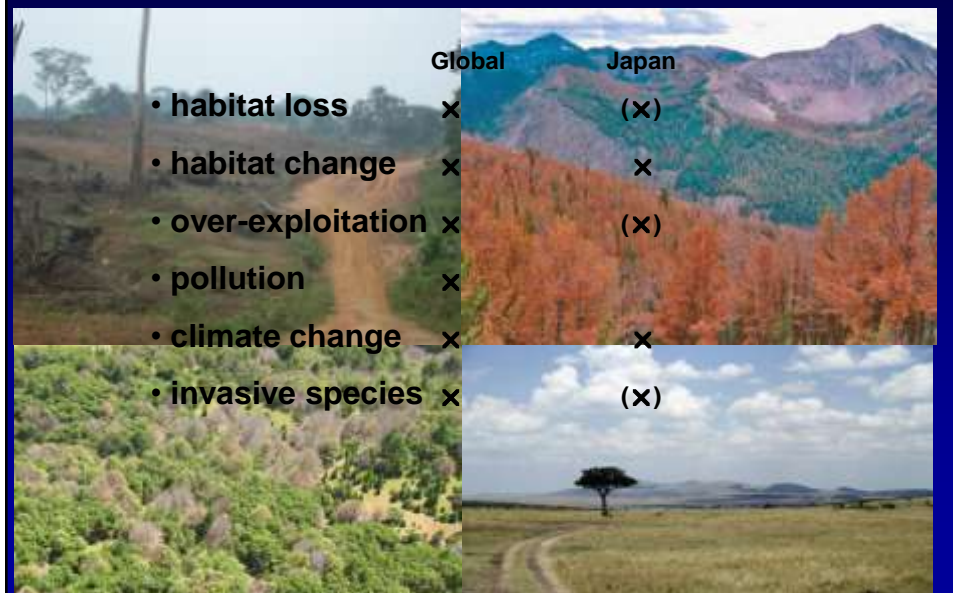 Global Japan
• habitat loss × (×)
• habitat change × ×
• over-exploitation × (×)
• pollution ×
• climate change × ×
• invasive species × (×)